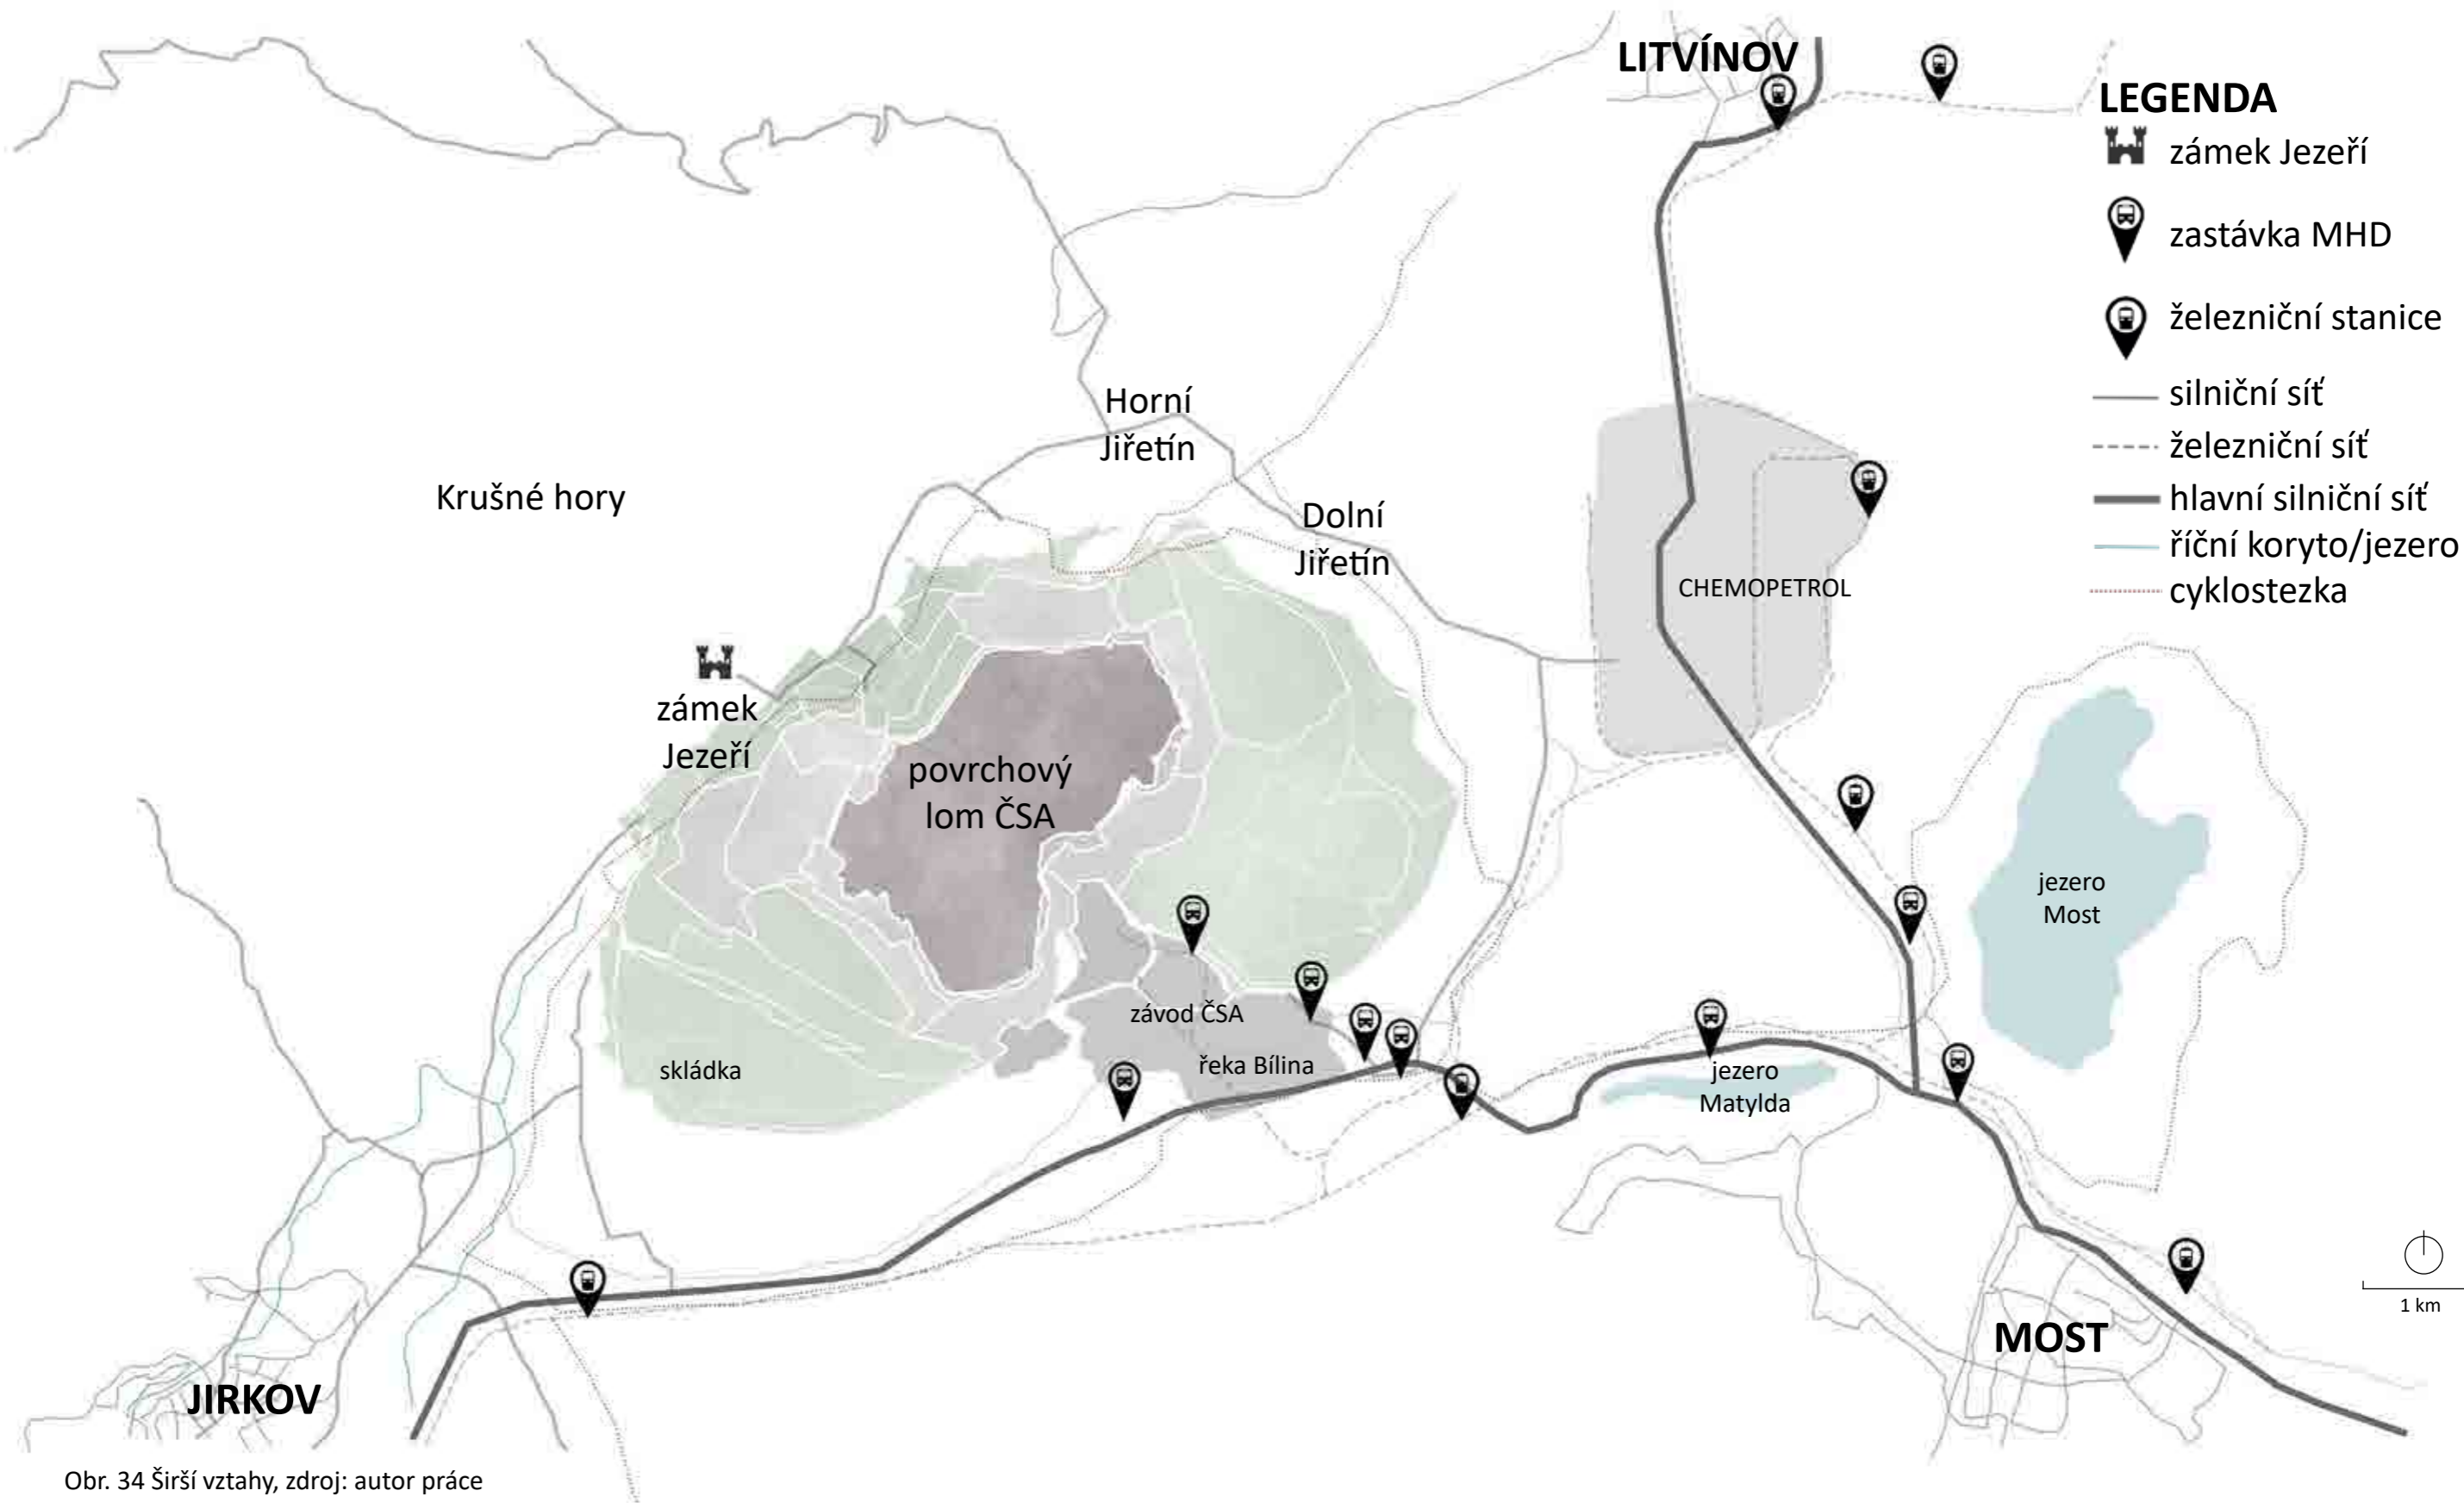 LITVÍNOV
LEGENDA
zámek Jezeří
zastávka MHD
železniční stanice
silniční síť
železniční síť
hlavní silniční síť
říční koryto/jezero
cyklostezka
Horní
Jiřetín
Krušné hory
Dolní
Jiřetín
CHEMOPETROL
zámek
Jezeří
povrchový
lom ČSA
jezero
Most
závod ČSA
skládka
řeka Bílina
jezero
Matylda
1 km
MOST
JIRKOV
Obr. 34 Širší vztahy, zdroj: autor práce